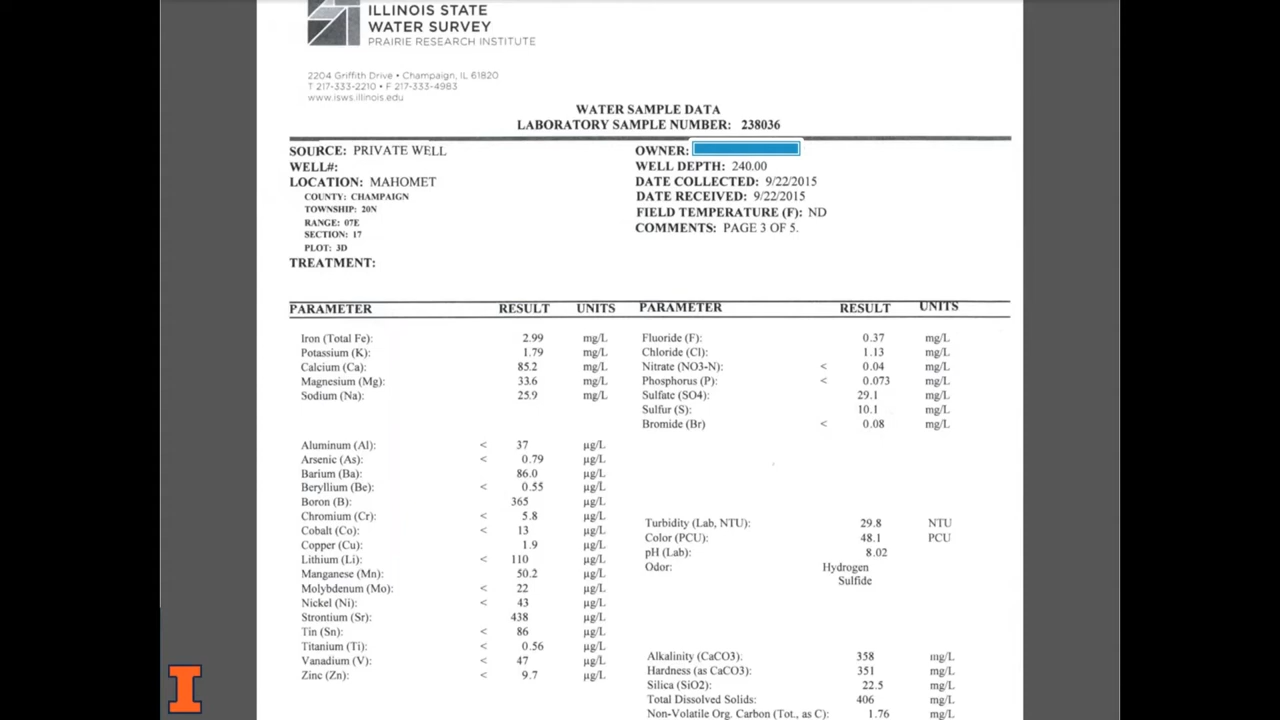 ILLINOIS STATE
WATER SURVEY
PRAIRIE RESEARCH INSTITUTE
2204 Griffith Drive • Champaign, IL 61820
T 217-333-2210 • F 217-333-4983
www.isws.illinois.edu
WATER SAMPLE DATA
LABORATORY SAMPLE NUMBER: 238036
SOURCE: PRIVATE WELL
WELL#:
LOCATION: MAHOMET
COUNTY: CHAMPAIGN
TOWNSHIP: 20N
RANGE: 07E
SECTION: 17
PLOT: 3D
TREATMENT:
OWNER:
WELL DEPTH: 240.00
DATE COLLECTED: 9/22/2015
DATE RECEIVED: 9/22/2015
FIELD TEMPERATURE (F): ND
COMMENTS: PAGE 3 OF 5.
PARAMETER RESULT UNITS PARAMETER RESULT UNITS
Iron (Total Fe): 2.99 mg/L
Potassium (K): 1.79 mg/L
Calcium (Ca): 85.2 mg/L
Magnesium (Mg): 33.6 mg/L
Sodium (Na): 25.9 mg/L
Aluminum (Al): < 37 µg/L
Arsenic (As): < 0.79 µg/L
Barium (Ba): 86.0 µg/L
Beryllium (Be): < 0.55 µg/L
Boron (B): 365 µg/L
Chromium (Cr): < 5.8 µg/L
Cobalt (Co): < 13 µg/L
Copper (Cu): 1.9 µg/L
Lithium (Li): < 110 µg/L
Manganese (Mn): 50.2 µg/L
Molybdenum (Mo): < 22 µg/L
Nickel (Ni): < 43 µg/L
Strontium (Sr): 438 µg/L
Tin (Sn): < 86 µg/L
Titanium (Ti): < 0.56 µg/L
Vanadium (V): < 47 µg/L
Zinc (Zn): < 9.7 µg/L
Fluoride (F): 0.37 mg/L
Chloride (Cl): 1.13 mg/L
Nitrate (NO3-N): < 0.04 mg/L
Phosphorus (P): < 0.073 mg/L
Sulfate (SO4): 29.1 mg/L
Sulfur (S): 10.1 mg/L
Bromide (Br) < 0.08 mg/L
Turbidity (Lab, NTU): 29.8 NTU
Color (PCU): 48.1 PCU
pH (Lab): 8.02
Odor: Hydrogen
Sulfide
Alkalinity (CaCO3): 358 mg/L
Hardness (as CaCO3): 351 mg/L
Silica (SiO2): 22.5 mg/L
Total Dissolved Solids: 406 mg/L
Non-Volatile Org. Carbon (Tot., as C): 1.76 mg/L
I